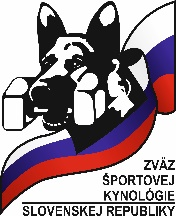 ZVÄZ
ŠPORTOVEJ
KYNOLÓGIE
SLOVENSKEJ REPUBLIKY